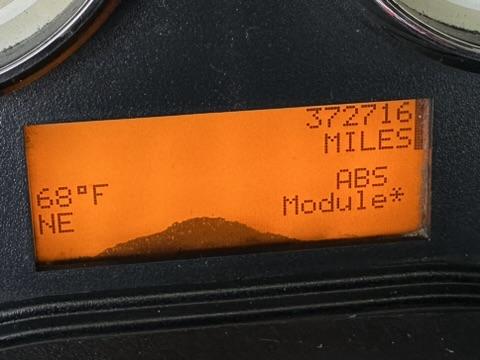 372716
MILES
ABS
68°F
Module*
NE